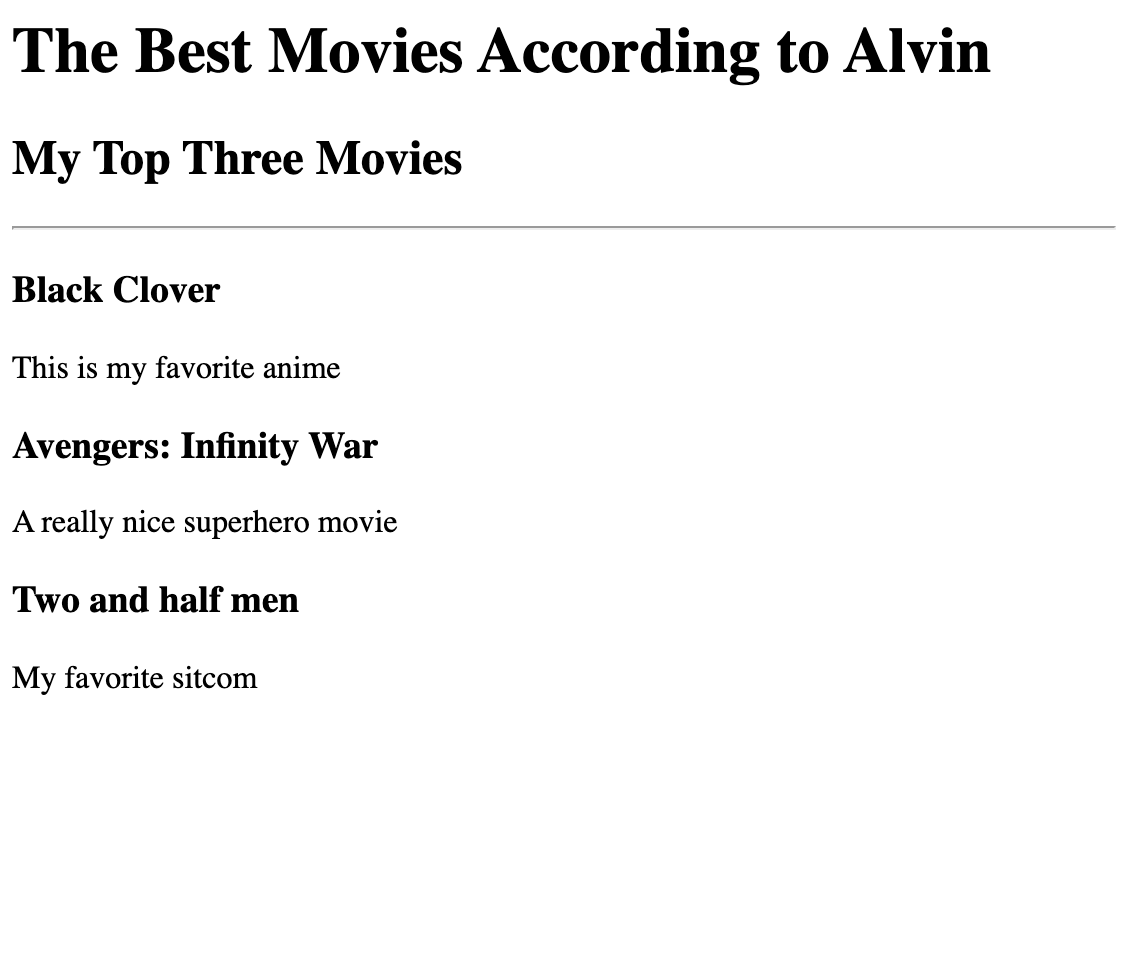 The Best Movies According to Alvin
My Top Three Movies
Black Clover
This is my favorite anime
Avengers: Infinity War
A really nice superhero movie
Two and half men
My favorite sitcom